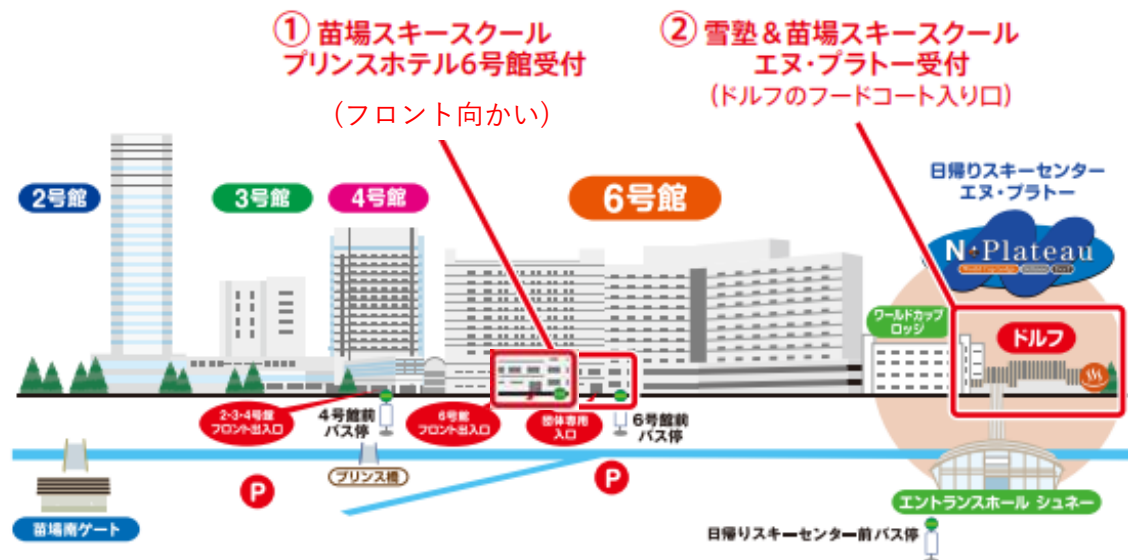 ① 苗場スキースクール
プリンスホテル6号館受付
(フロント向かい)
② 雪塾&苗場スキースクール
エヌ・プラトー受付
(ドルフのフードコート入り口)
2号館
3号館
4号館
6号館
日帰りスキーセンター
エヌ・プラトー
N・Plateau
ワールドカップ
ロッジ
ドルフ
2・3・4号館
フロント出入口
4号館前
バス停
6号館
フロント出入口
団体専用
入口
6号館前
バス停
P
P
プリンス橋
苗場南ゲート
エントランスホール シュネー
日帰りスキーセンター前バス停